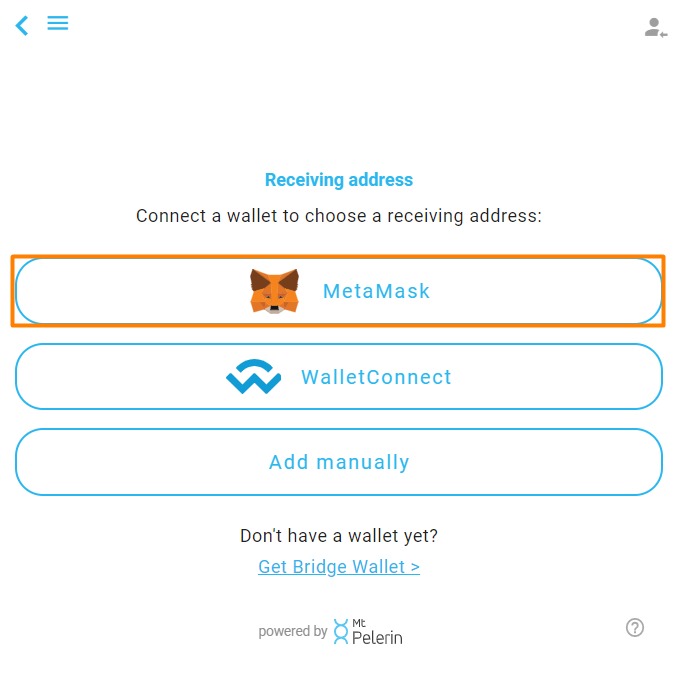 Receiving address
Connect a wallet to choose a receiving address:
MetaMask
WalletConnect
Add manually
Don't have a wallet yet?
Get Bridge Wallet >
powered by Mt
Pelerin
?